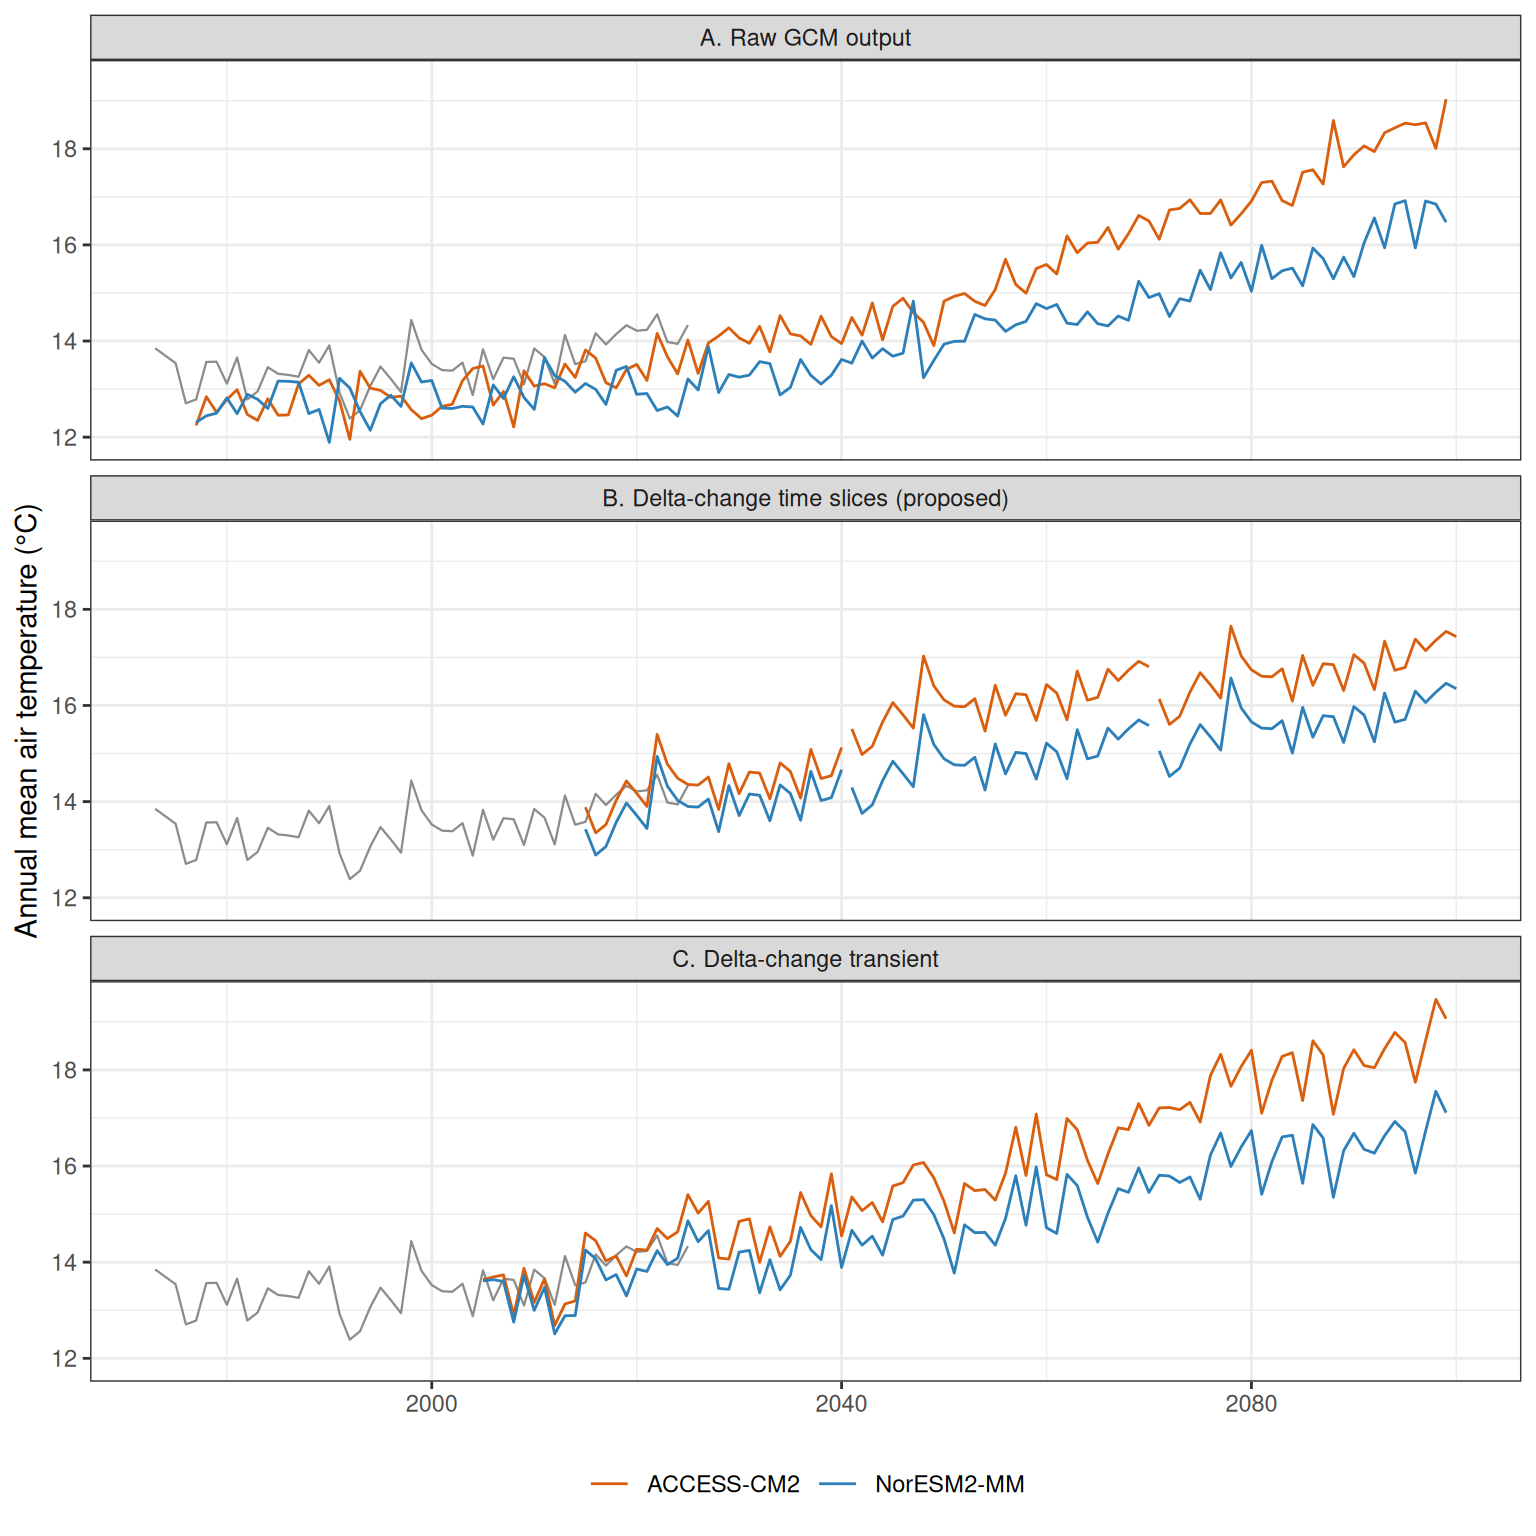 A. Raw GCM output
18
16
14
12
B. Delta-change time slices (proposed)
18
16
14
12
Annual mean air temperature (°C)
C. Delta-change transient
18
16
14
12
2000 2040 2080
ACCESS-CM2 NorESM2-MM